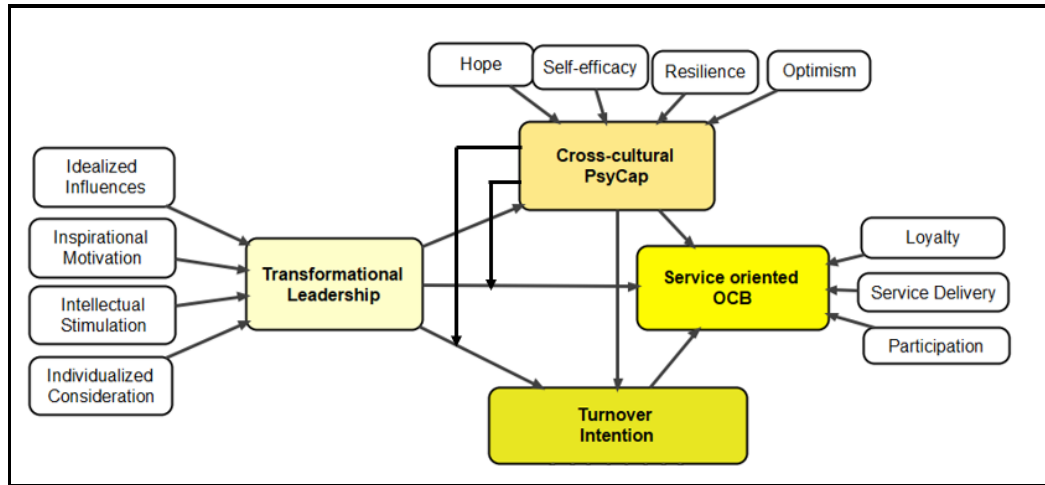 Hope
Self-efficacy
Resilience
Optimism
Cross-cultural
PsyCap
Idealized
Influences
Inspirational
Motivation
Intellectual
Stimulation
Individualized
Consideration
Transformational
Leadership
Service oriented
OCB
Loyalty
Service Delivery
Participation
Turnover
Intention